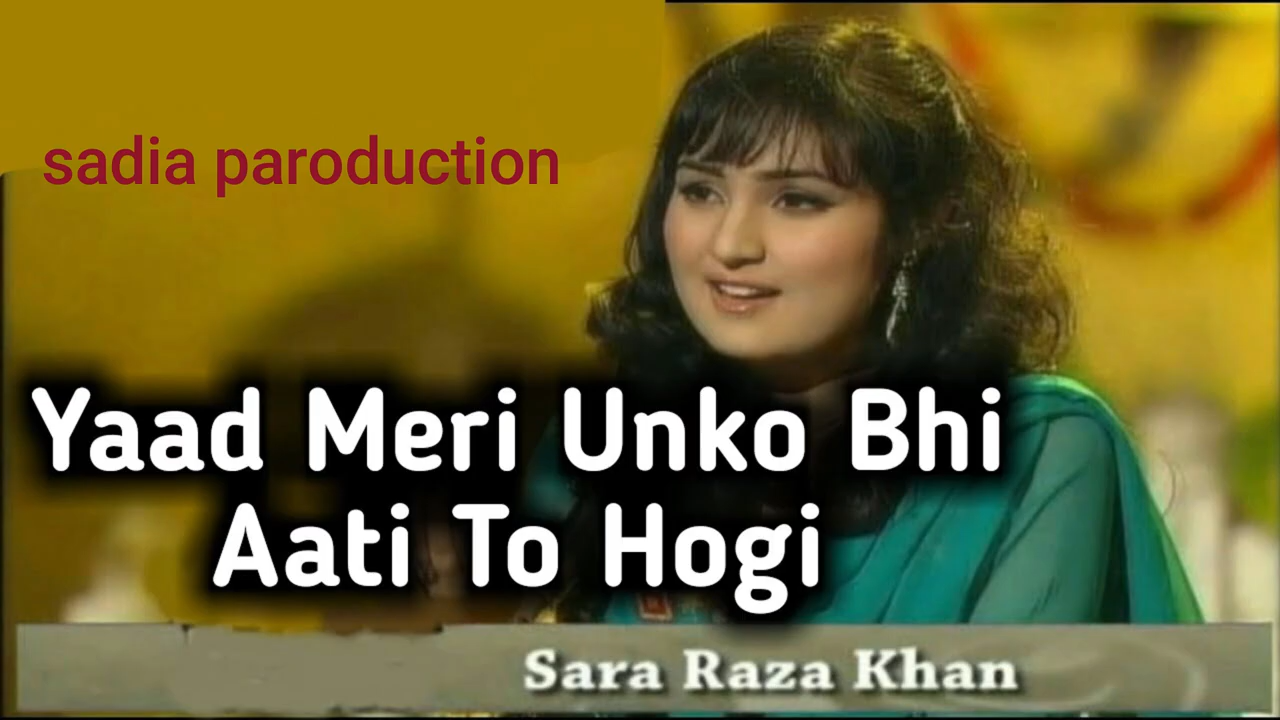 sadia paroduction
Yaad Meri Unko Bhi
Aati To Hogi
Sara Raza Khan